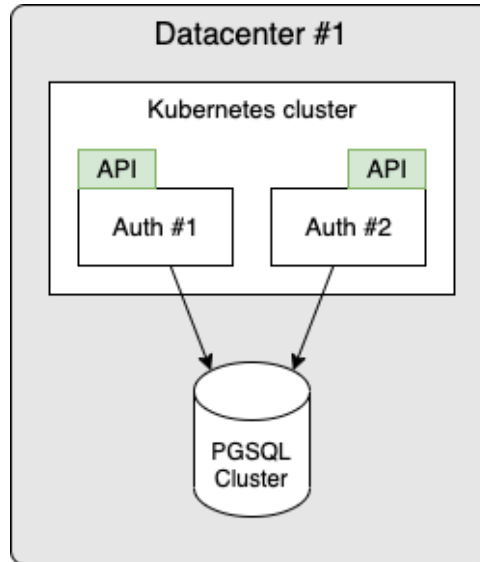 Datacenter #1
Kubernetes cluster
API
API
Auth #1
Auth #2
PGSQL
Cluster